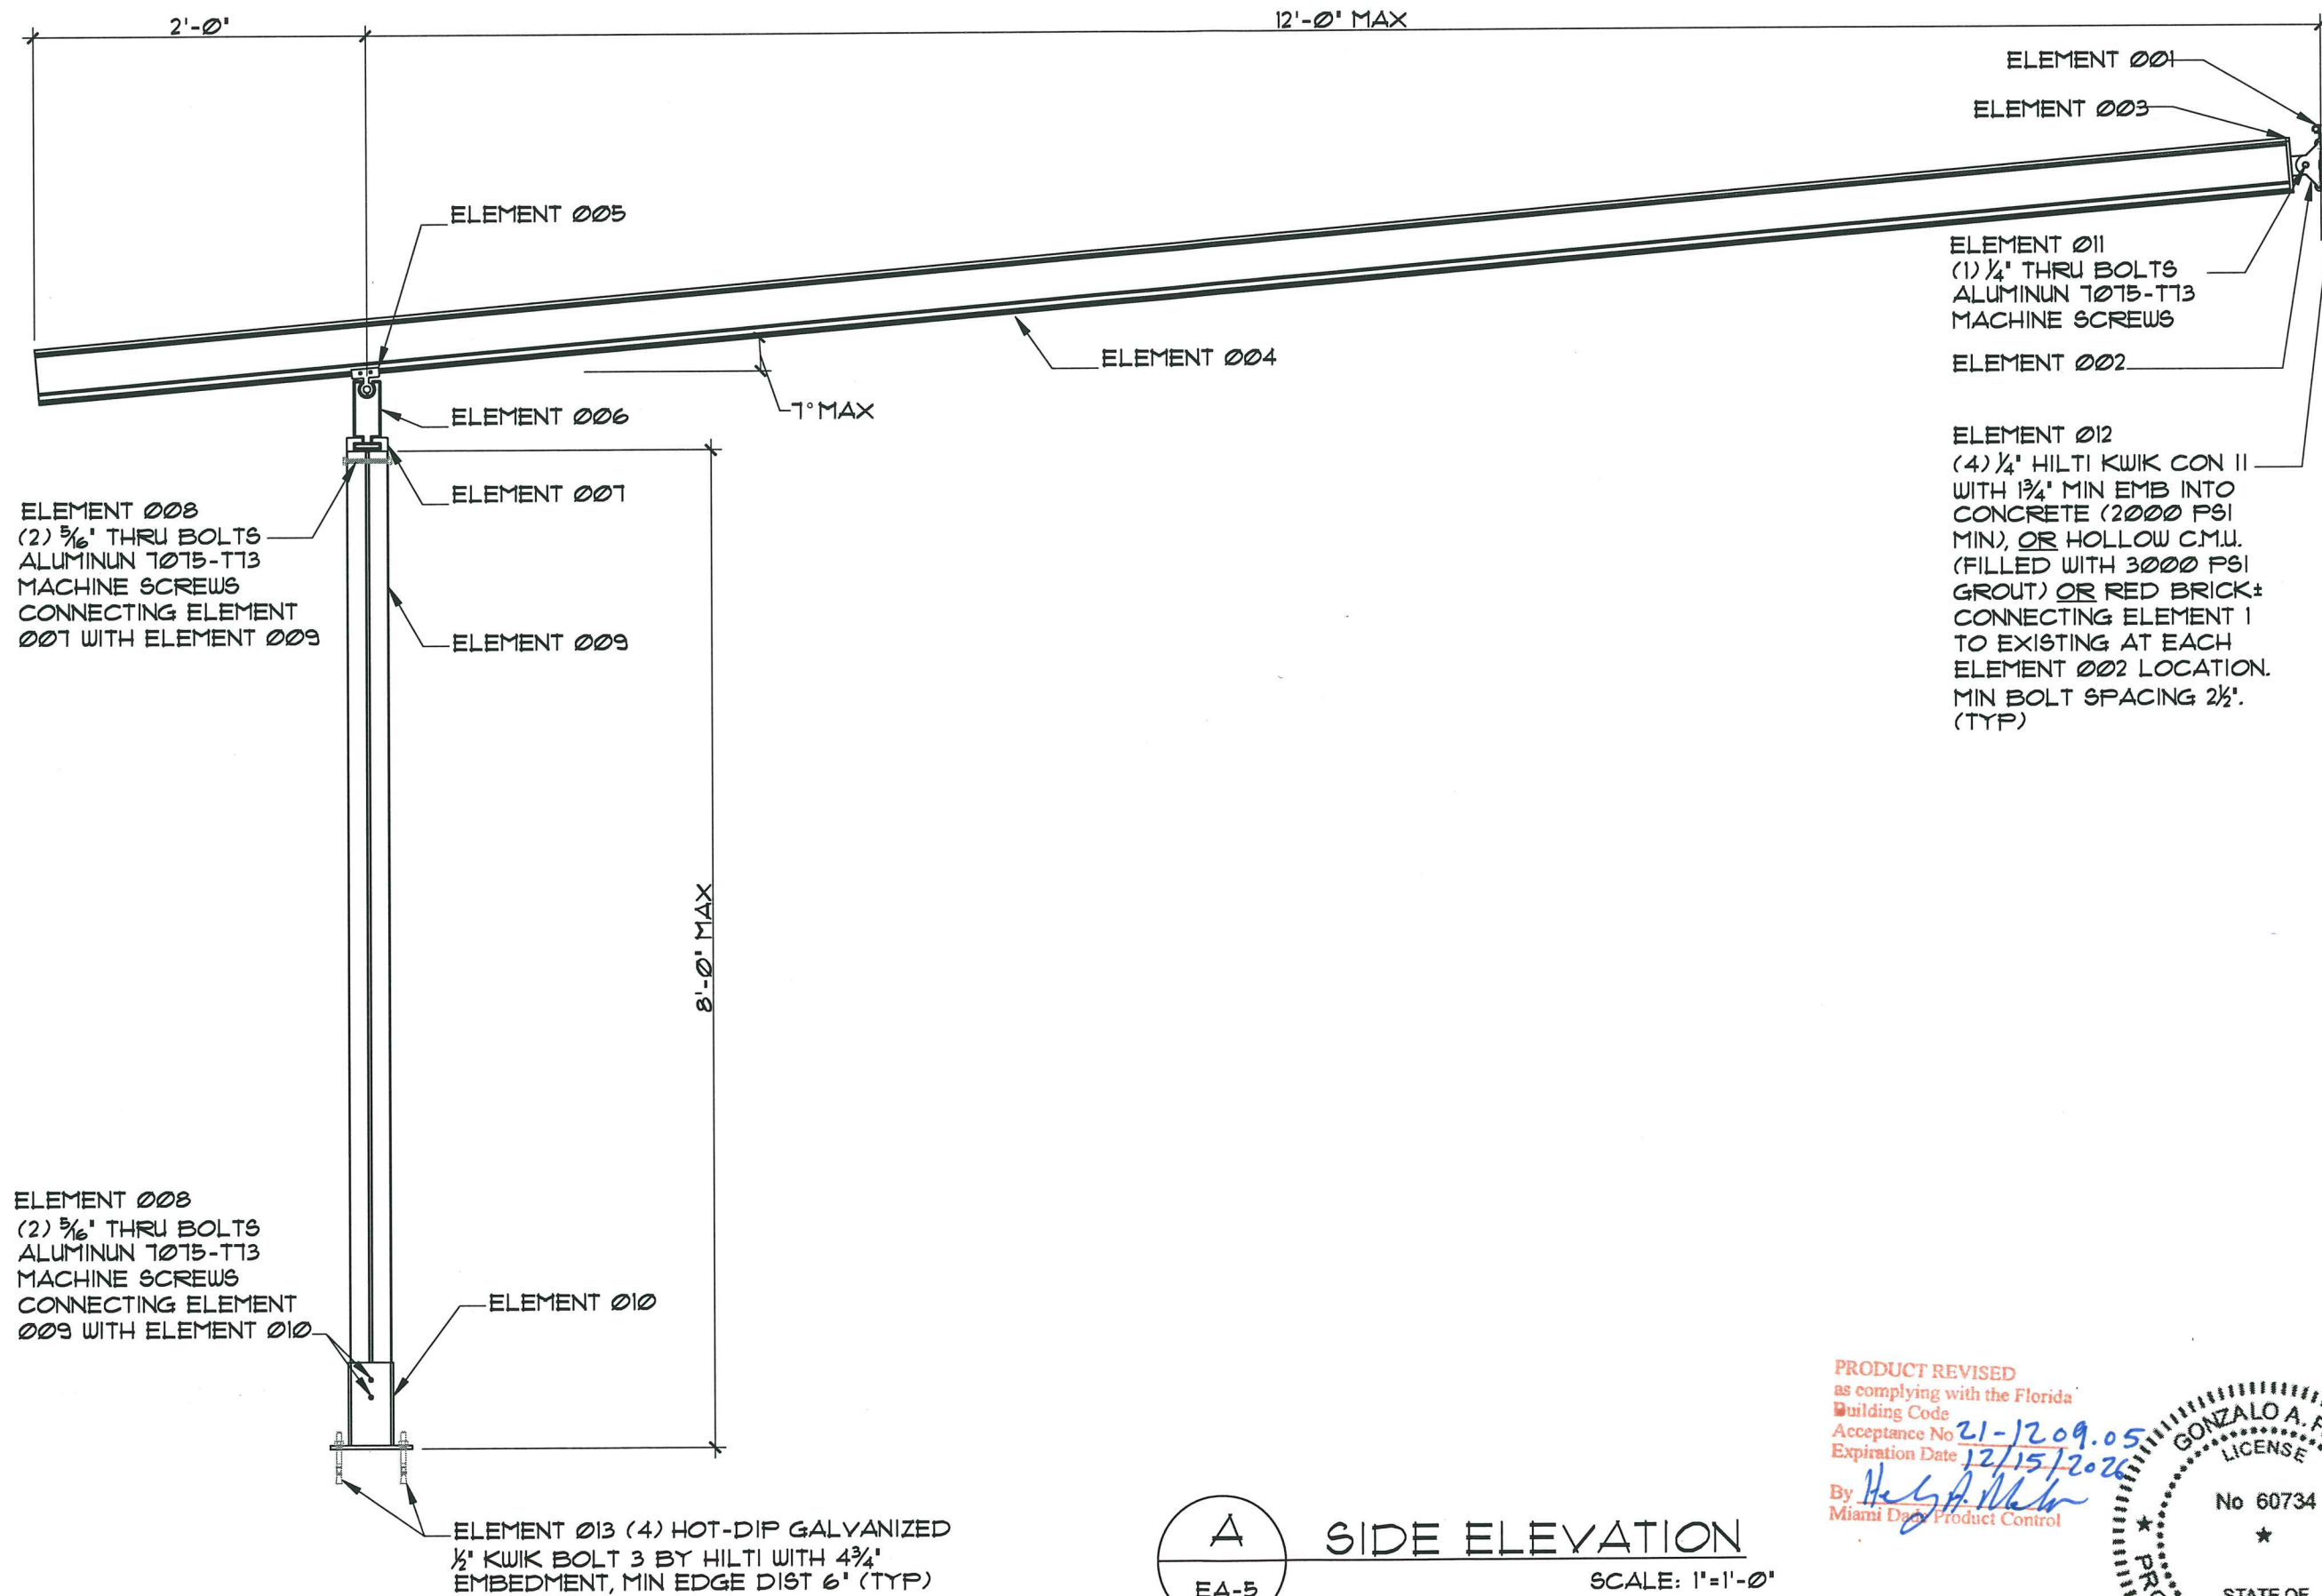 2'-0"
12'-0" MAX
ELEMENT 001
ELEMENT 003
ELEMENT 005
ELEMENT 011
(1) ¼" THRU BOLTS
ALUMINUN 7075-T73
MACHINE SCREWS
ELEMENT 004
ELEMENT 002
7° MAX
ELEMENT 006
ELEMENT 012
(4) ¼" HILTI KWIK CON II
WITH 1¾" MIN EMB INTO
CONCRETE (2000 PSI
MIN), OR HOLLOW C.M.U.
(FILLED WITH 3000 PSI
GROUT) OR RED BRICK±
CONNECTING ELEMENT 1
TO EXISTING AT EACH
ELEMENT 002 LOCATION.
MIN BOLT SPACING 2½".
(TYP)
ELEMENT 007
ELEMENT 008
(2) 5/16" THRU BOLTS
ALUMINUN 7075-T73
MACHINE SCREWS
CONNECTING ELEMENT
007 WITH ELEMENT 009
ELEMENT 009
8'-0" MAX
ELEMENT 008
(2) 5/16" THRU BOLTS
ALUMINUN 7075-T73
MACHINE SCREWS
CONNECTING ELEMENT
009 WITH ELEMENT 010
ELEMENT 010
ELEMENT 013 (4) HOT-DIP GALVANIZED
½" KWIK BOLT 3 BY HILTI WITH 4¾"
EMBEDMENT, MIN EDGE DIST 6" (TYP)
A
EA-5
SIDE ELEVATION
SCALE: 1"=1'-0"
PRODUCT REVISED
as complying with the Florida
Building Code
Acceptance No 21-1209.05
Expiration Date 12/15/2026
By
Miami Dade Product Control
GONZALO A.
LICENSE
No 60734
STATE OF